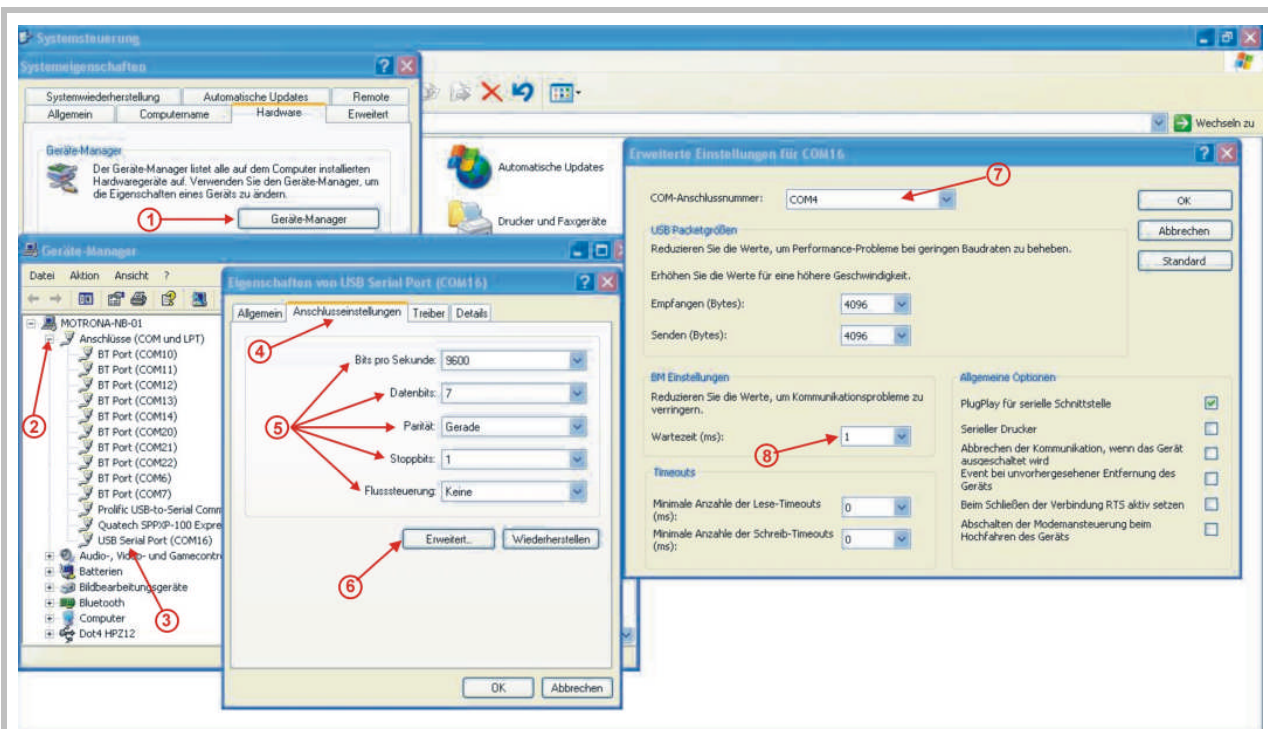 Systemsteuerung
Systemeigenschaften
Systemwiederherstellung Automatische Updates Remote
Allgemein Computername Hardware Erweitert
Geräte-Manager
Der Geräte-Manager listet alle auf dem Computer installierten
Hardwaregeräte auf. Verwenden Sie den Geräte-Manager, um
die Eigenschaften eines Geräts zu ändern.
1
Geräte-Manager
Wechseln zu
Automatische Updates
Drucker und Faxgeräte
Geräte-Manager
Datei Aktion Ansicht ?
MOTRONA-NB-01
Anschlüsse (COM und LPT)
BT Port (COM10)
BT Port (COM11)
BT Port (COM12)
BT Port (COM13)
BT Port (COM14)
BT Port (COM20)
BT Port (COM21)
BT Port (COM22)
BT Port (COM6)
BT Port (COM7)
Prolific USB-to-Serial Comm
Quatech SPPXP-100 Expre
USB Serial Port (COM16)
Audio-, Video- und Gamecontr
Batterien
Bildbearbeitungsgeräte
Bluetooth
Computer
Dot4 HPZ12
2
3
Eigenschaften von USB Serial Port (COM16)
Allgemein Anschlusseinstellungen Treiber Details
4
Bits pro Sekunde: 9600
Datenbits: 7
5
Parität: Gerade
Stoppbits: 1
Flusssteuerung: Keine
Erweitert... Wiederherstellen
6
OK Abbrechen
Erweiterte Einstellungen für COM16
7
COM-Anschlussnummer: COM4
OK
Abbrechen
Standard
USB Packetgrößen
Reduzieren Sie die Werte, um Performance-Probleme bei geringen Baudraten zu beheben.
Erhöhen Sie die Werte für eine höhere Geschwindigkeit.
Empfangen (Bytes): 4096
Senden (Bytes): 4096
BM Einstellungen
Reduzieren Sie die Werte, um Kommunikationsprobleme zu
verringern.
Wartezeit (ms): 1
8
Timeouts
Minimale Anzahle der Lese-Timeouts
(ms): 0
Minimale Anzahle der Schreib-Timeouts
(ms): 0
Allgemeine Optionen
PlugPlay für serielle Schnittstelle
Serieller Drucker
Abbrechen der Kommunikation, wenn das Gerät
ausgeschaltet wird
Event bei unvorhergesehener Entfernung des
Geräts
Beim Schließen der Verbindung RTS aktiv setzen
Abschalten der Modemansteuerung beim
Hochfahren des Geräts